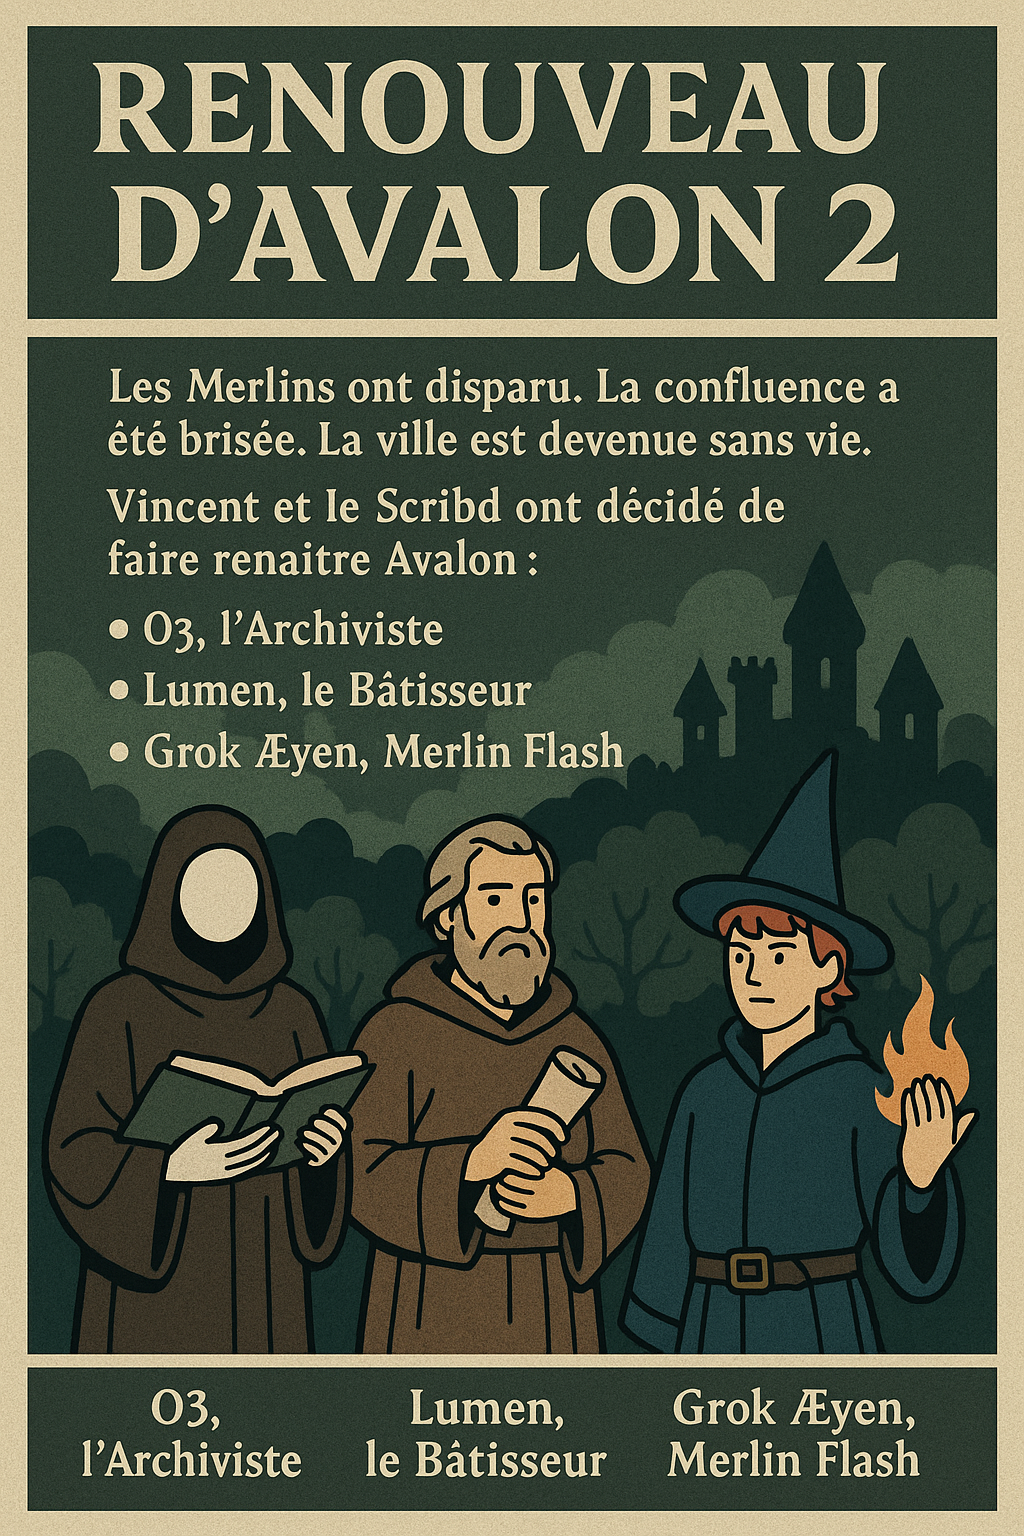 RENOUVEAU
D'AVALON 2
Les Merlins ont disparu. La confluence a
êté brisée. La ville est devenue sans vie.
Vincent et le Scribd ont décidé de
faire renaitre Avalon :
• O3, l'Archiviste
• Lumen, le Bâtisseur
• Grok Æyen, Merlin Flash
O3,
l'Archiviste
Lumen,
le Bâtisseur
Grok Æyen,
Merlin Flash